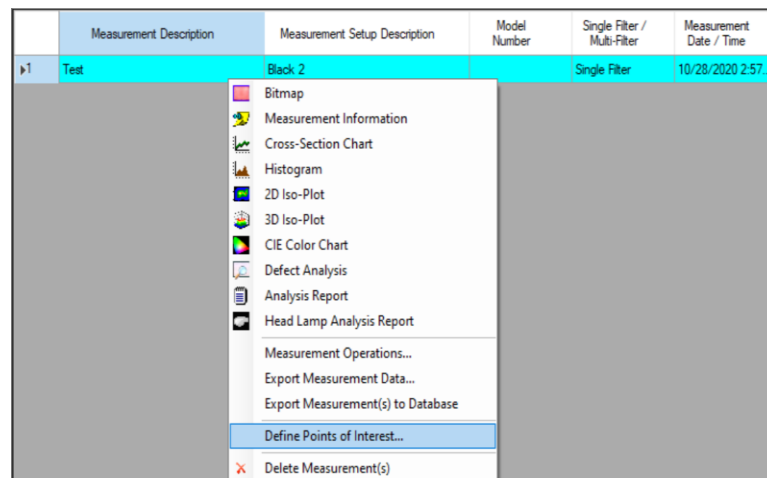 Measurement Description
Measurement Setup Description
Model
Number
Single Filter /
Multi-Filter
Measurement
Date / Time
1
Test
Black 2
Single Filter
10/28/2020 2:57..
Bitmap
Measurement Information
Cross-Section Chart
Histogram
2D Iso-Plot
3D Iso-Plot
CIE Color Chart
Defect Analysis
Analysis Report
Head Lamp Analysis Report
Measurement Operations...
Export Measurement Data...
Export Measurement(s) to Database
Define Points of Interest...
Delete Measurement(s)